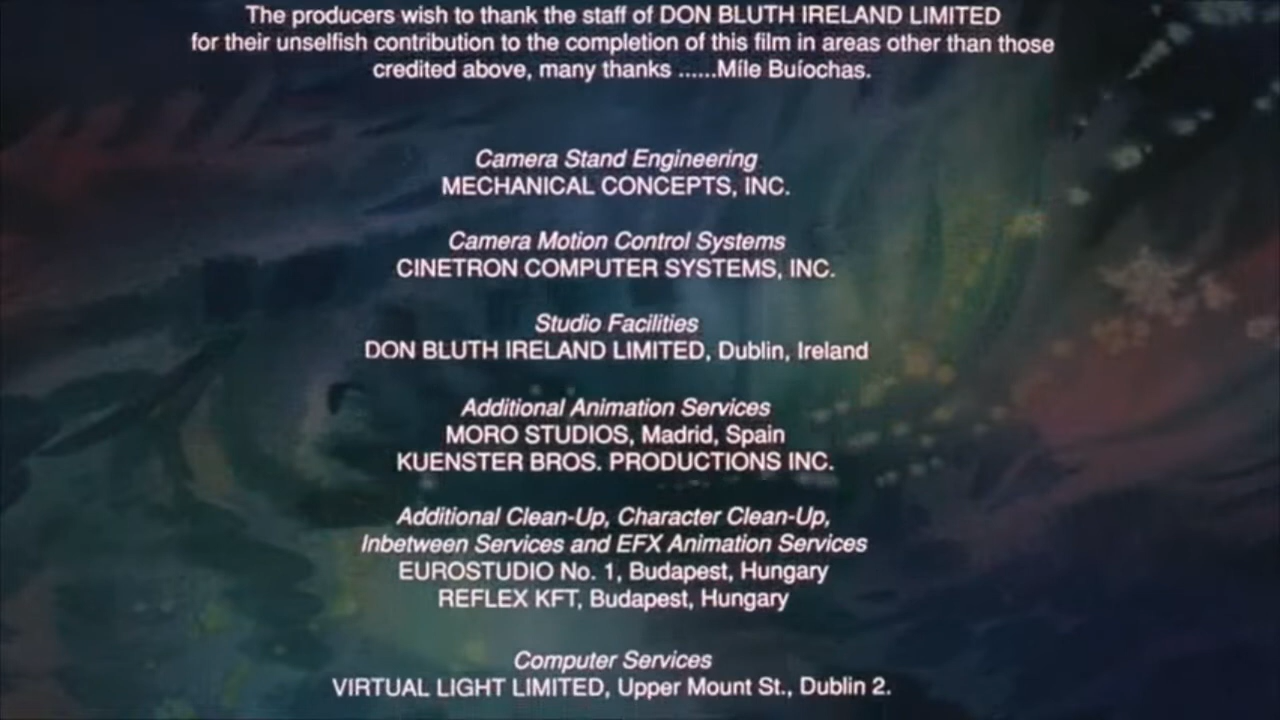 The producers wish to thank the staff of DON BLUTH IRELAND LIMITED
for their unselfish contribution to the completion of this film in areas other than those
credited above, many thanks ......Míle Buíochas.
Camera Stand Engineering
MECHANICAL CONCEPTS, INC.
Camera Motion Control Systems
CINETRON COMPUTER SYSTEMS, INC.
Studio Facilities
DON BLUTH IRELAND LIMITED, Dublin, Ireland
Additional Animation Services
MORO STUDIOS, Madrid, Spain
KUENSTER BROS. PRODUCTIONS INC.
Additional Clean-Up, Character Clean-Up,
Inbetween Services and EFX Animation Services
EUROSTUDIO No. 1, Budapest, Hungary
REFLEX KFT, Budapest, Hungary
Computer Services
VIRTUAL LIGHT LIMITED, Upper Mount St., Dublin 2.